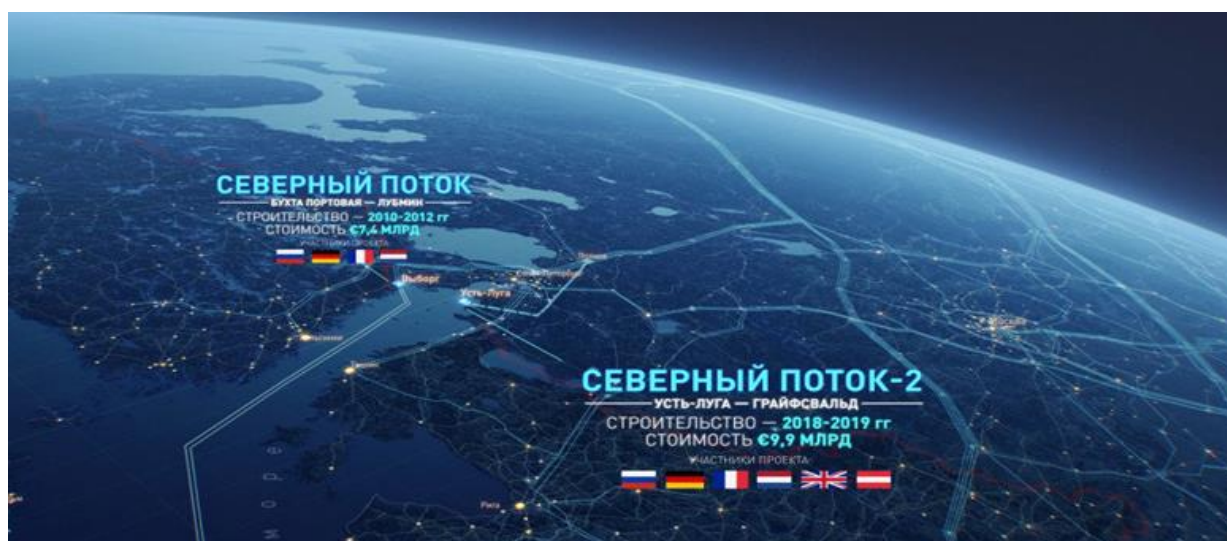 СЕВЕРНЫЙ ПОТОК
БУХТА ПОРТОВАЯ — ЛУБМИН
СТРОИТЕЛЬСТВО — 2010-2012 гг
СТОИМОСТЬ €7,4 МЛРД
УЧАСТНИКИ ПРОЕКТА
Выборг
Усть-Луга
СЕВЕРНЫЙ ПОТОК-2
УСТЬ-ЛУГА — ГРАЙФСВАЛЬД
СТРОИТЕЛЬСТВО — 2018-2019 гг
СТОИМОСТЬ €9,9 МЛРД
УЧАСТНИКИ ПРОЕКТА
Рига
море